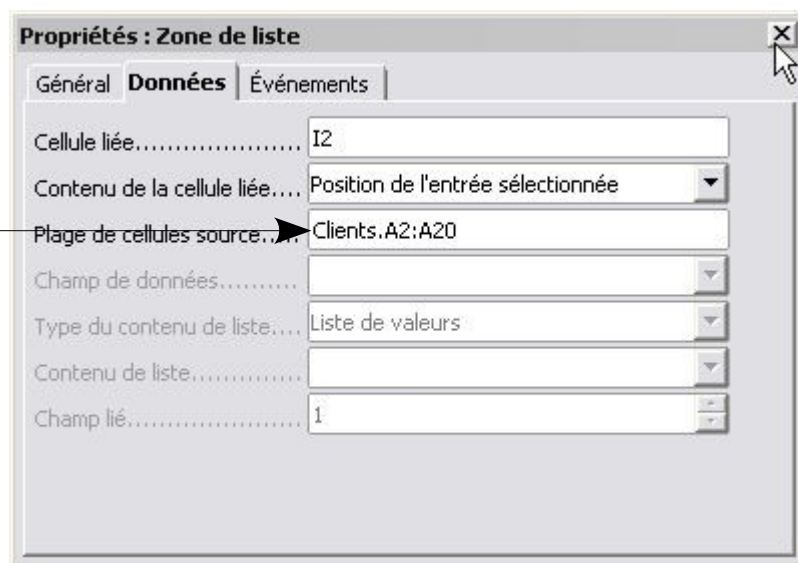 Propriétés : Zone de liste
Général Données Événements
Cellule liée..................... I2
Contenu de la cellule liée.... Position de l'entrée sélectionnée
Plage de cellules source..... Clients.A2:A20
Champ de données..........
Type du contenu de liste.... Liste de valeurs
Contenu de liste..............
Champ lié...................... 1